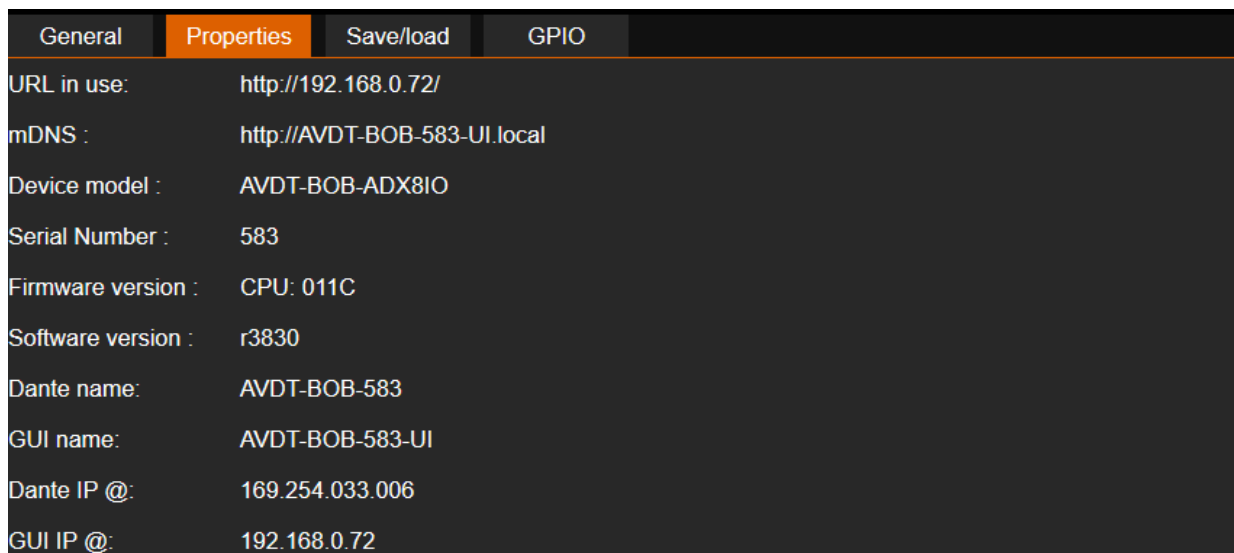 General Properties Save/load GPIO
URL in use: http://192.168.0.72/
mDNS : http://AVDT-BOB-583-UI.local
Device model : AVDT-BOB-ADX8IO
Serial Number : 583
Firmware version : CPU: 011C
Software version : r3830
Dante name: AVDT-BOB-583
GUI name: AVDT-BOB-583-UI
Dante IP @: 169.254.033.006
GUI IP @: 192.168.0.72